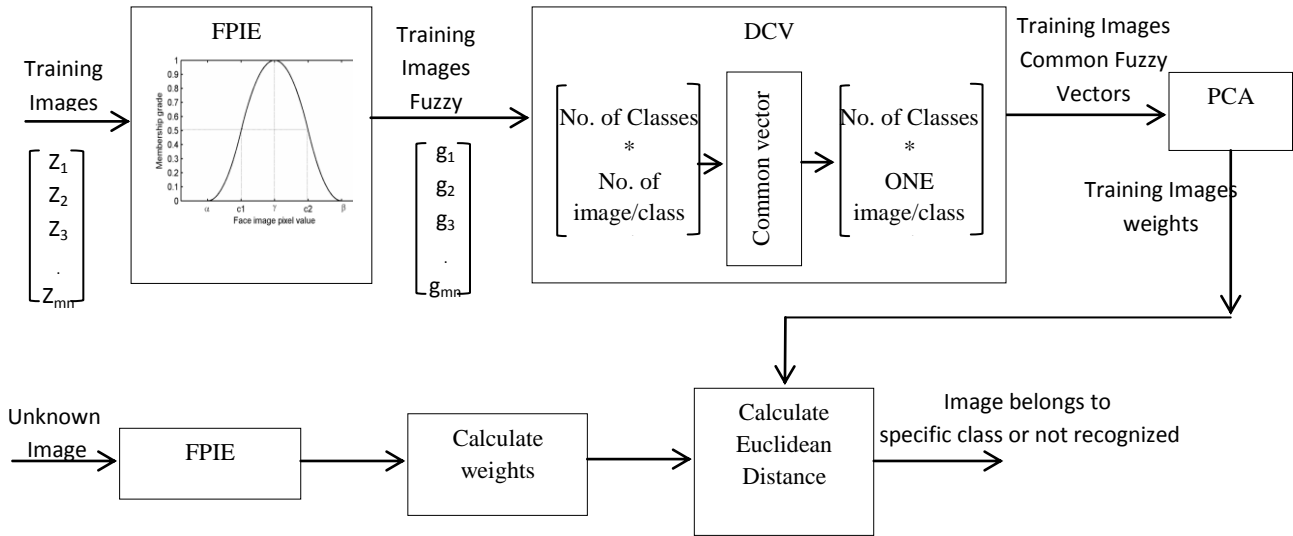 FPIE
Training
Images
Z1
Z2
Z3
.
Zmn
Membership grade
1
0.9
0.8
0.7
0.6
0.5
0.4
0.3
0.2
0.1
0
α
c1
γ
c2
β
Face image pixel value
Training
Images
Fuzzy
g1
g2
g3
.
gmn
DCV
No. of Classes
*
No. of
image/class
Common vector
No. of Classes
*
ONE
image/class
Training Images
Common Fuzzy
Vectors
PCA
Training Images
weights
Unknown
Image
FPIE
Calculate
weights
Calculate
Euclidean
Distance
Image belongs to
specific class or not recognized